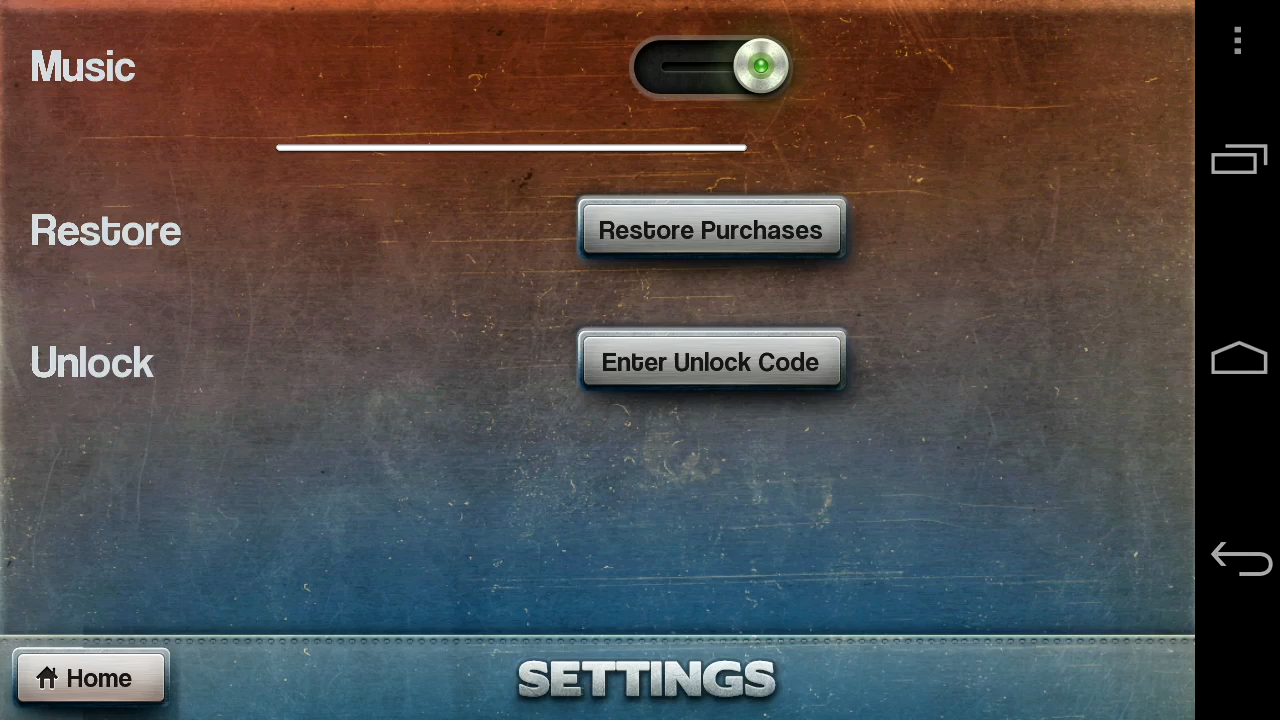 Music
Restore
Restore Purchases
Unlock
Enter Unlock Code
Home
SETTINGS